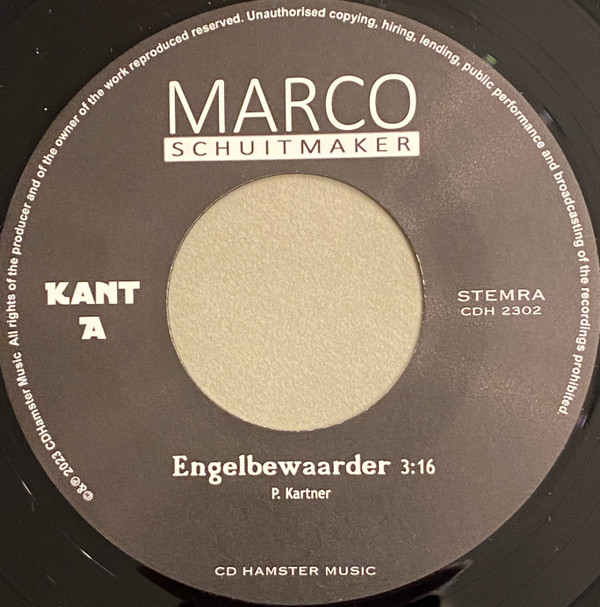 ©&℗ 2023 CDHamster Music All rights of the producer and of the owner of the work reproduced reserved. Unauthorised copying, hiring, lending, public performance and broadcasting of the recordings prohibited.
MARCO
SCHUITMAKER
KANT
A
STEMRA
CDH 2302
Engelbewaarder 3:16
P. Kartner
CD HAMSTER MUSIC